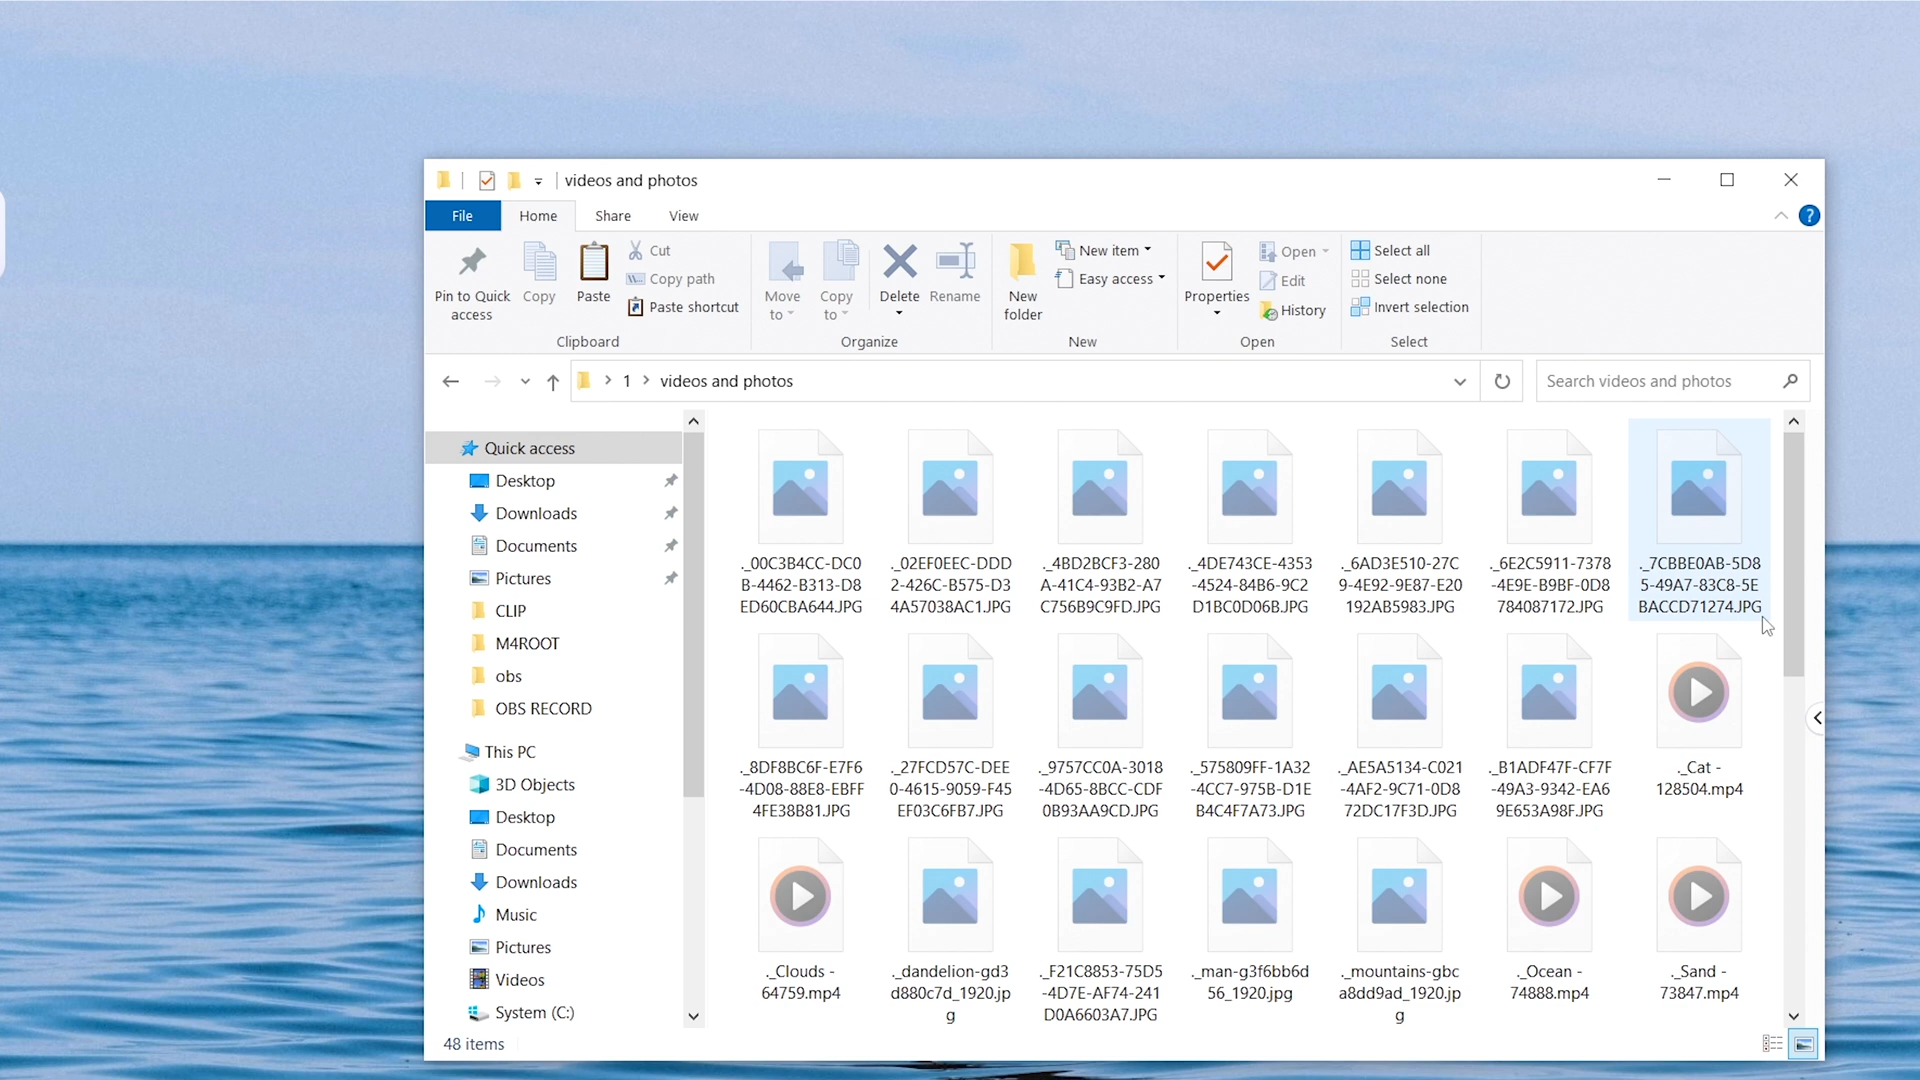 videos and photos
File Home Share View
Pin to Quick access
Copy
Paste
Cut
Copy path
Paste shortcut
Clipboard
Move to
Copy to
Delete
Rename
Organize
New folder
New item
Easy access
New
Properties
Open
Edit
History
Open
Select all
Select none
Invert selection
Select
1 videos and photos
Search videos and photos
Quick access
Desktop
Downloads
Documents
Pictures
CLIP
M4ROOT
obs
OBS RECORD
This PC
3D Objects
Desktop
Documents
Downloads
Music
Pictures
Videos
System (C:)
._00C3B4CC-DC0
B-4462-B313-D8
ED60CBA644.JPG
._02EF0EEC-DDD
2-426C-B575-D3
4A57038AC1.JPG
._4BD2BCF3-280
A-41C4-93B2-A7
C756B9C9FD.JPG
._4DE743CE-4353
-4524-84B6-9C2
D1BC0D06B.JPG
._6AD3E510-27C
9-4E92-9E87-E20
192AB5983.JPG
._6E2C5911-7378
-4E9E-B9BF-0D8
784087172.JPG
._7CBBE0AB-5D8
5-49A7-83C8-5E
BACCD71274.JPG
._8DF8BC6F-E7F6
-4D08-88E8-EBFF
4FE38B81.JPG
._27FCD57C-DEE
0-4615-9059-F45
EF03C6FB7.JPG
._9757CC0A-3018
-4D65-8BCC-CDF
0B93AA9CD.JPG
._575809FF-1A32
-4CC7-975B-D1E
B4C4F7A73.JPG
._AE5A5134-C021
-4AF2-9C71-0D8
72DC17F3D.JPG
._B1ADF47F-CF7F
-49A3-9342-EA6
9E653A98F.JPG
._Cat -
128504.mp4
._Clouds -
64759.mp4
._dandelion-gd3
d880c7d_1920.jp
g
._F21C8853-75D5
-4D7E-AF74-241
D0A6603A7.JPG
._man-g3f6bb6d
56_1920.jpg
._mountains-gbc
a8dd9ad_1920.jp
g
._Ocean -
74888.mp4
._Sand -
73847.mp4
48 items